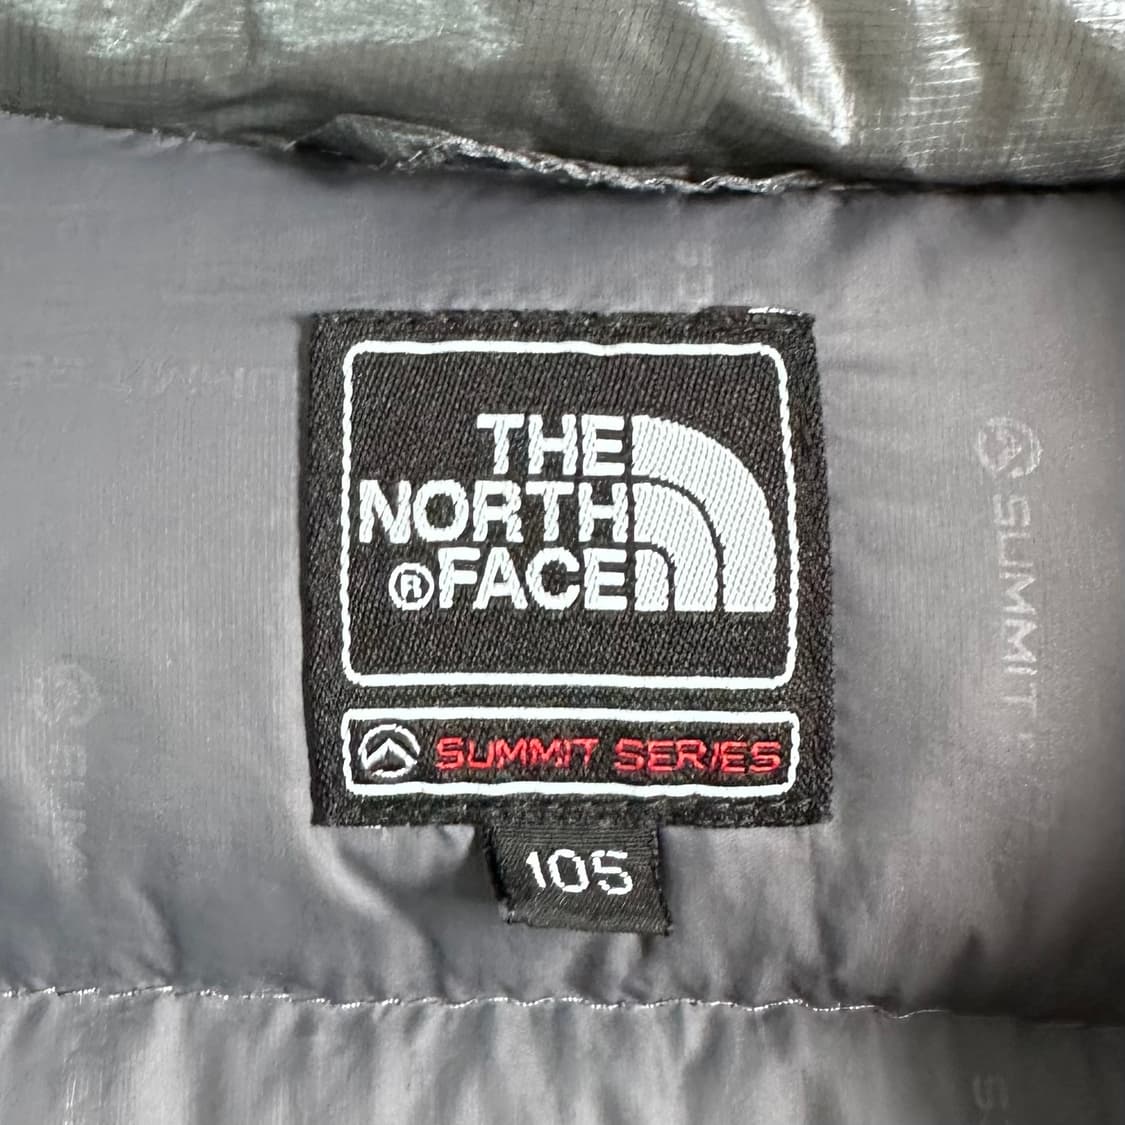 THE
NORTH
®FACE
SUMMIT SERIES
105
SUMMIT